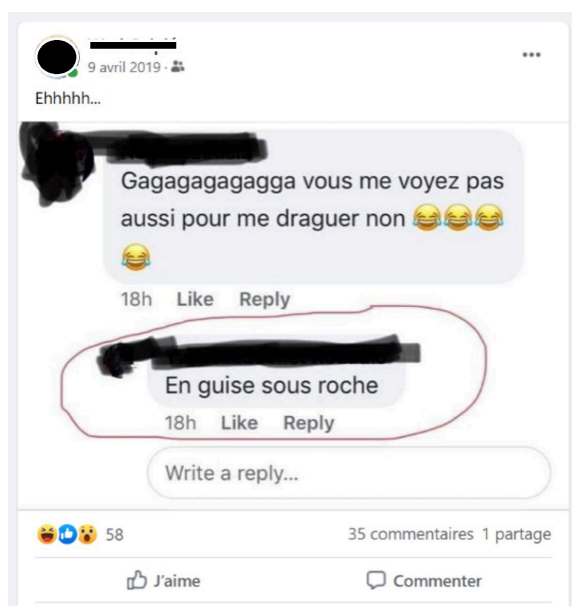 9 avril 2019 ·
Ehhhhh...
Gagagagagagga vous me voyez pas
aussi pour me draguer non 😂😂😂
😂
18h Like Reply
En guise sous roche
18h Like Reply
Write a reply...
58
35 commentaires 1 partage
J'aime
Commenter